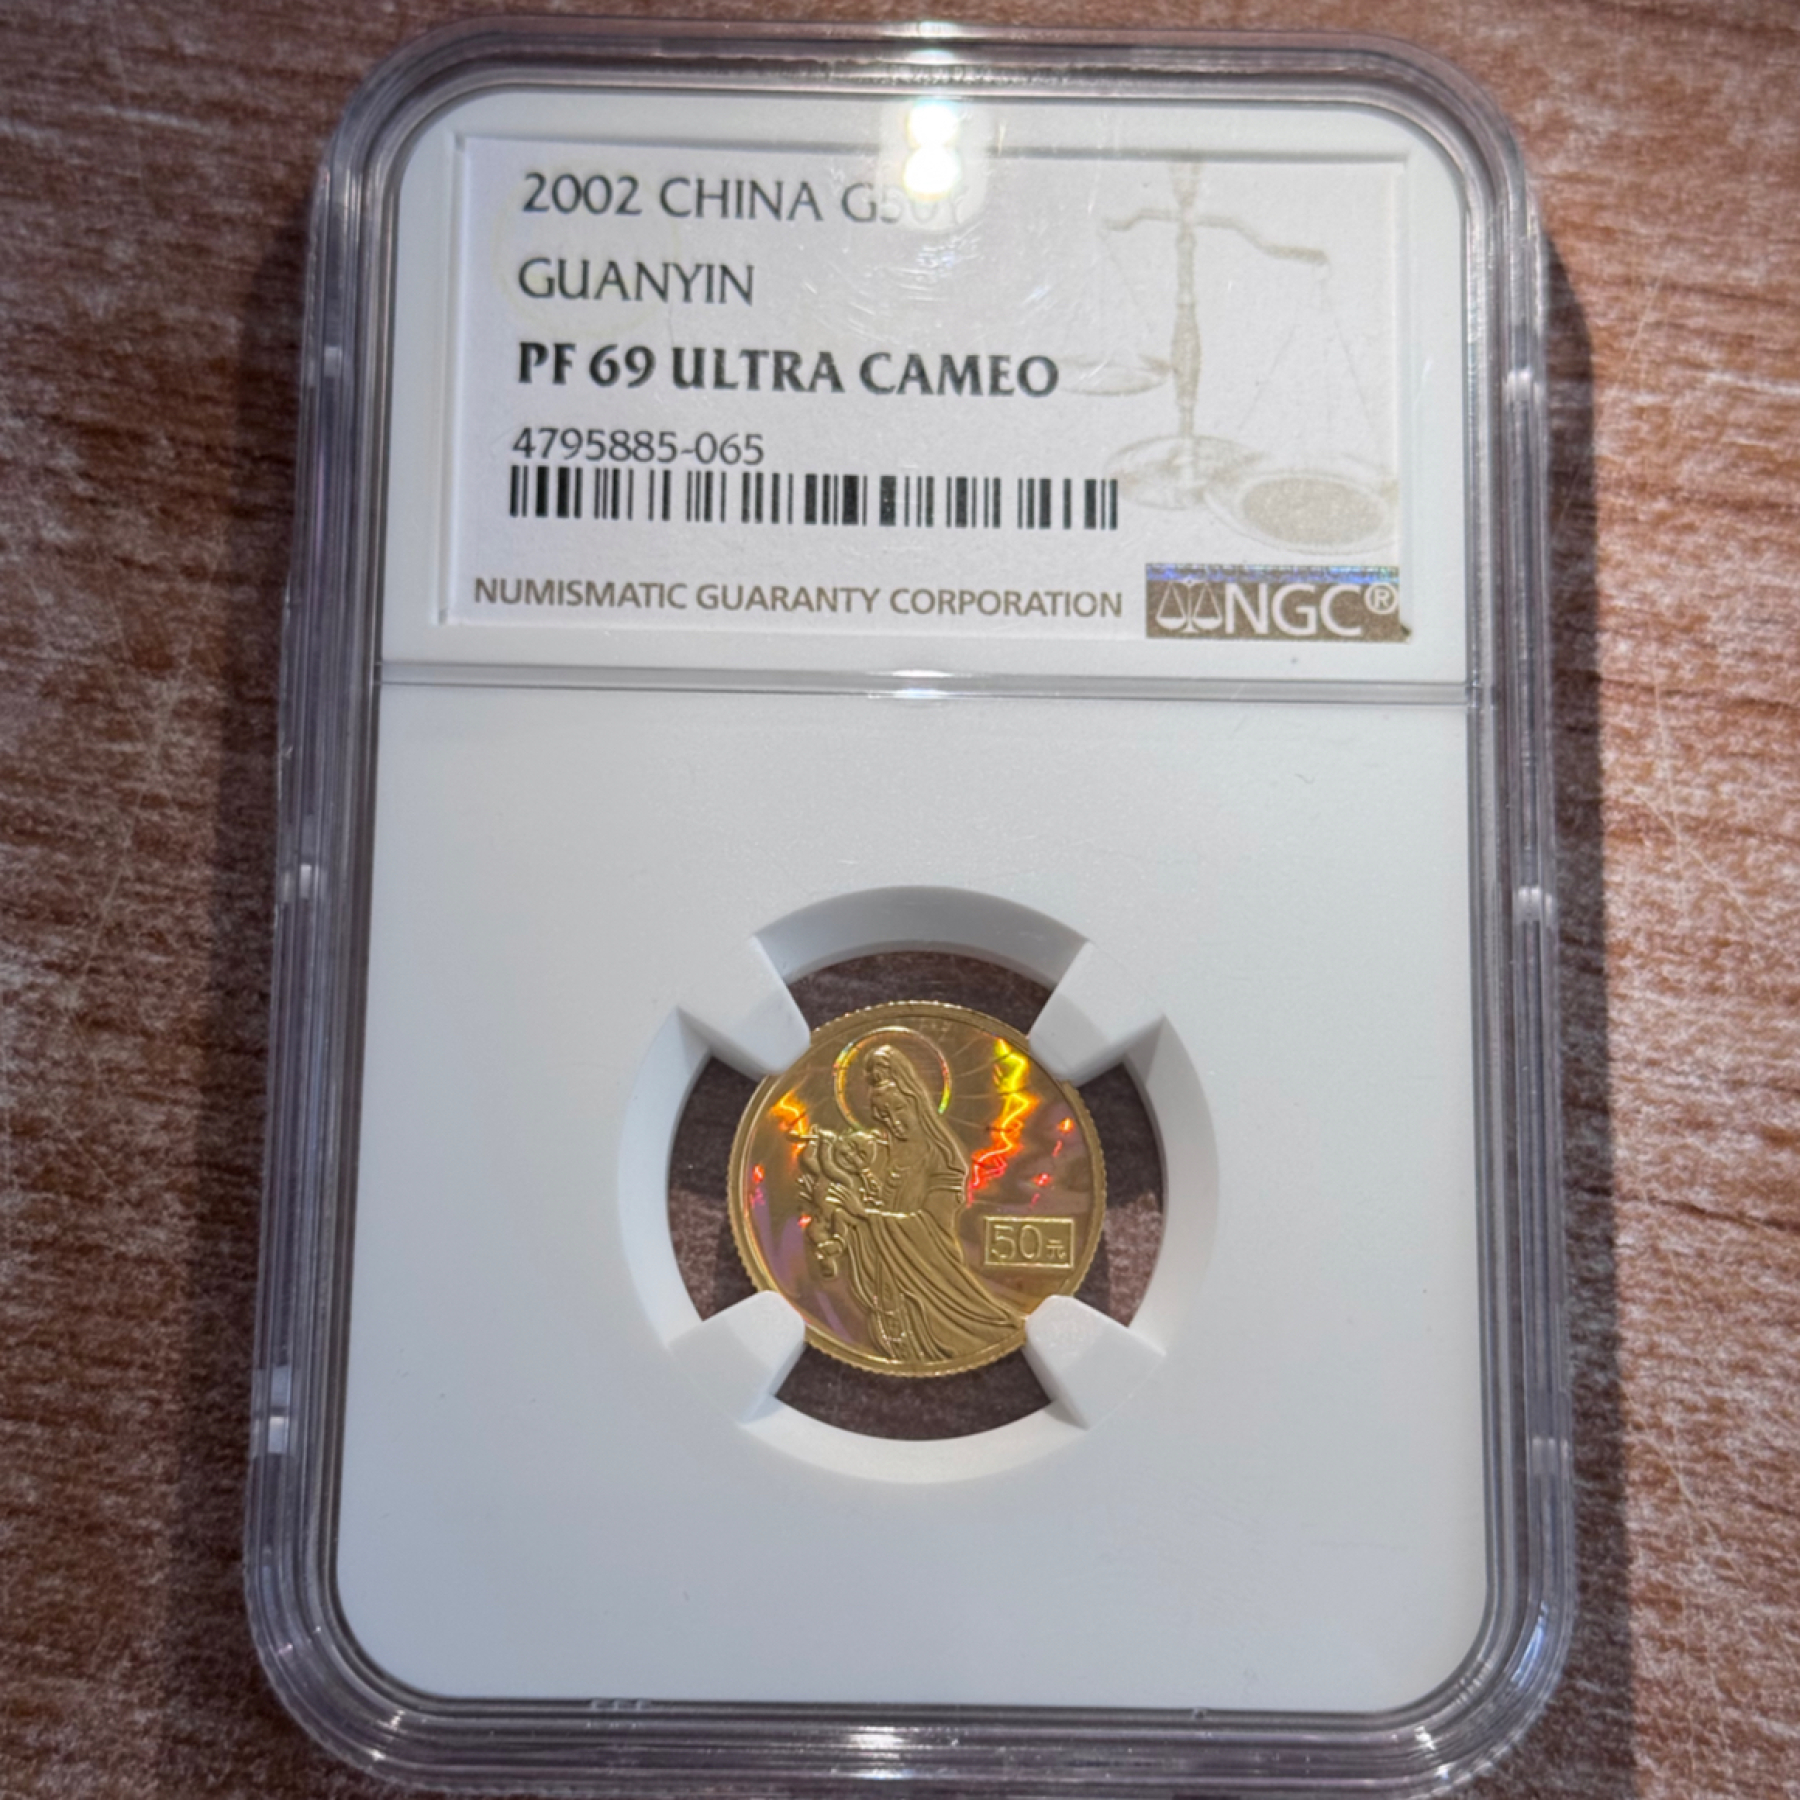 2002 CHINA G50Y
GUANYIN
PF 69 ULTRA CAMEO
4795885-065
NUMISMATIC GUARANTY CORPORATION
NGC®
50元